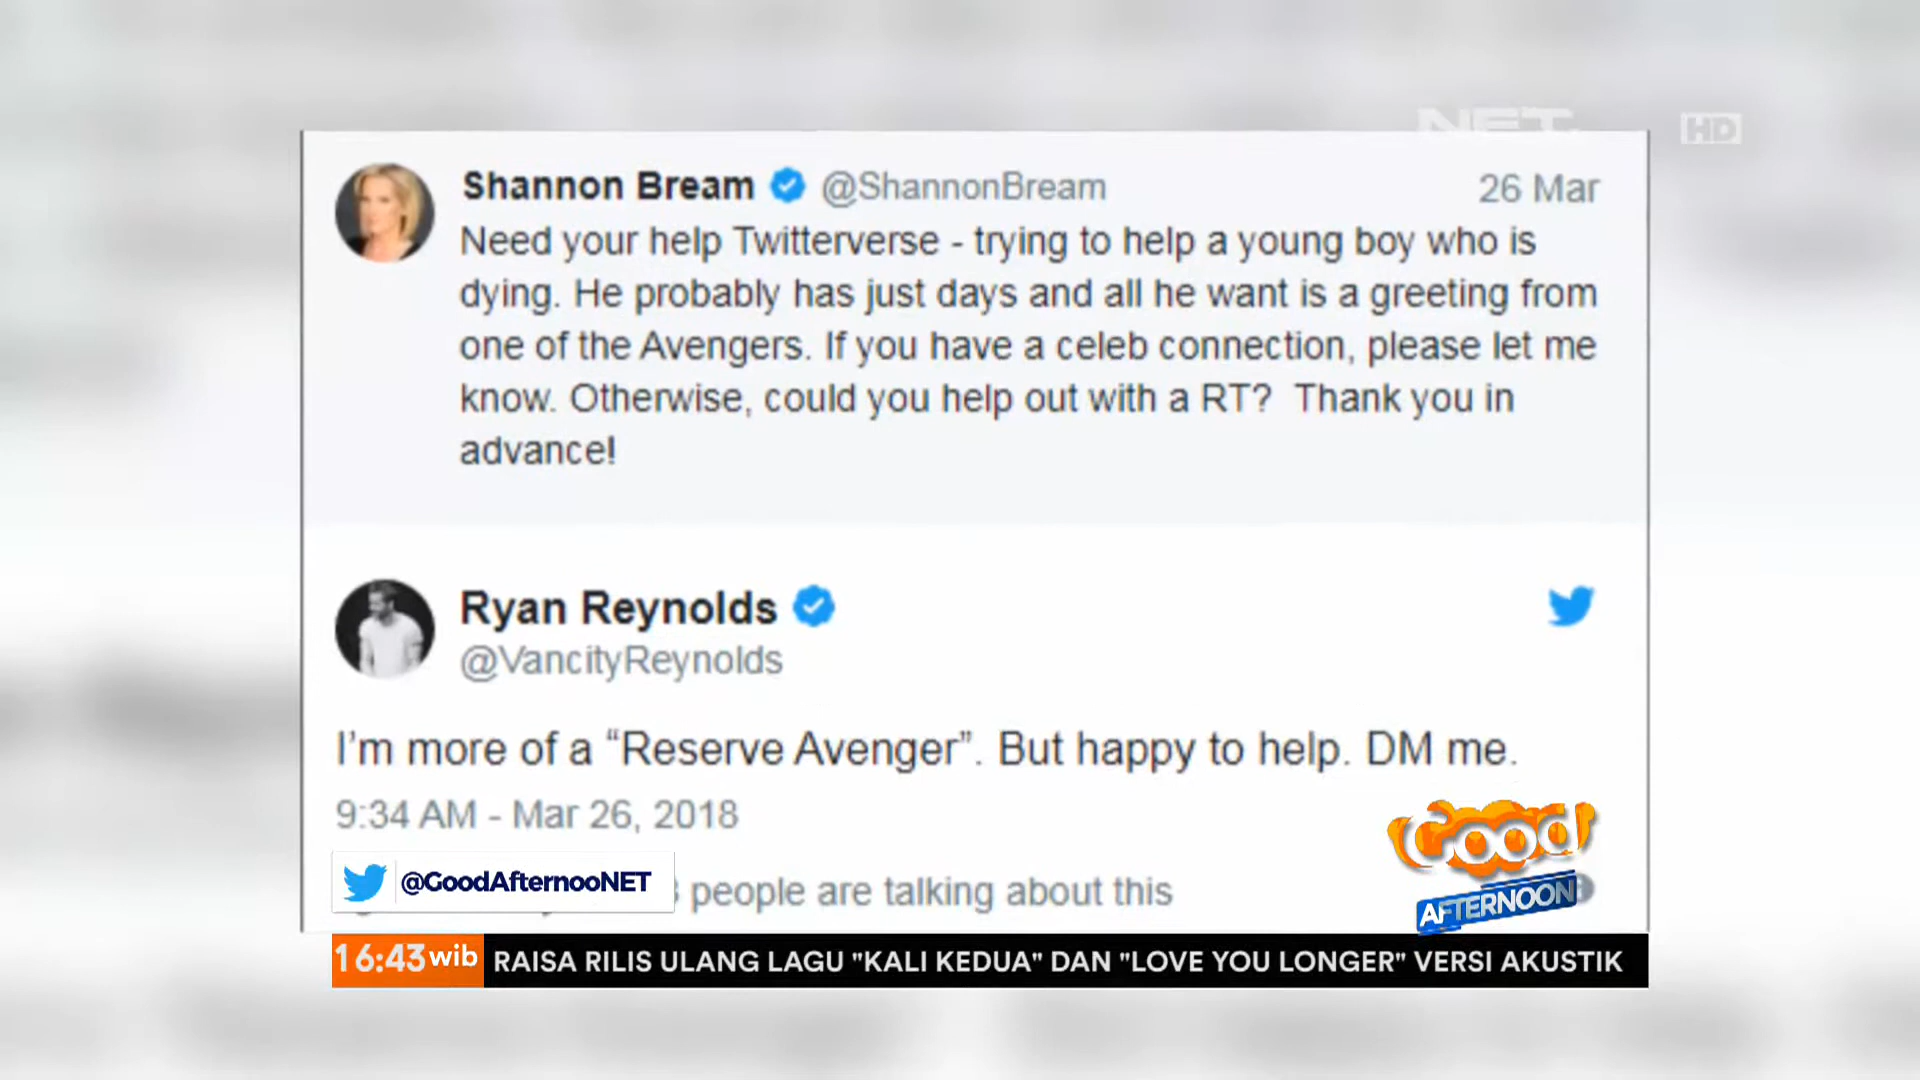 NET.
HD
Shannon Bream @ShannonBream 26 Mar
Need your help Twitterverse - trying to help a young boy who is
dying. He probably has just days and all he want is a greeting from
one of the Avengers. If you have a celeb connection, please let me
know. Otherwise, could you help out with a RT? Thank you in
advance!
Ryan Reynolds
@VancityReynolds
I'm more of a “Reserve Avenger”. But happy to help. DM me.
9:34 AM - Mar 26, 2018
@GoodAfternooNET
people are talking about this
Good
AFTERNOON
16:43 wib
RAISA RILIS ULANG LAGU "KALI KEDUA" DAN "LOVE YOU LONGER" VERSI AKUSTIK